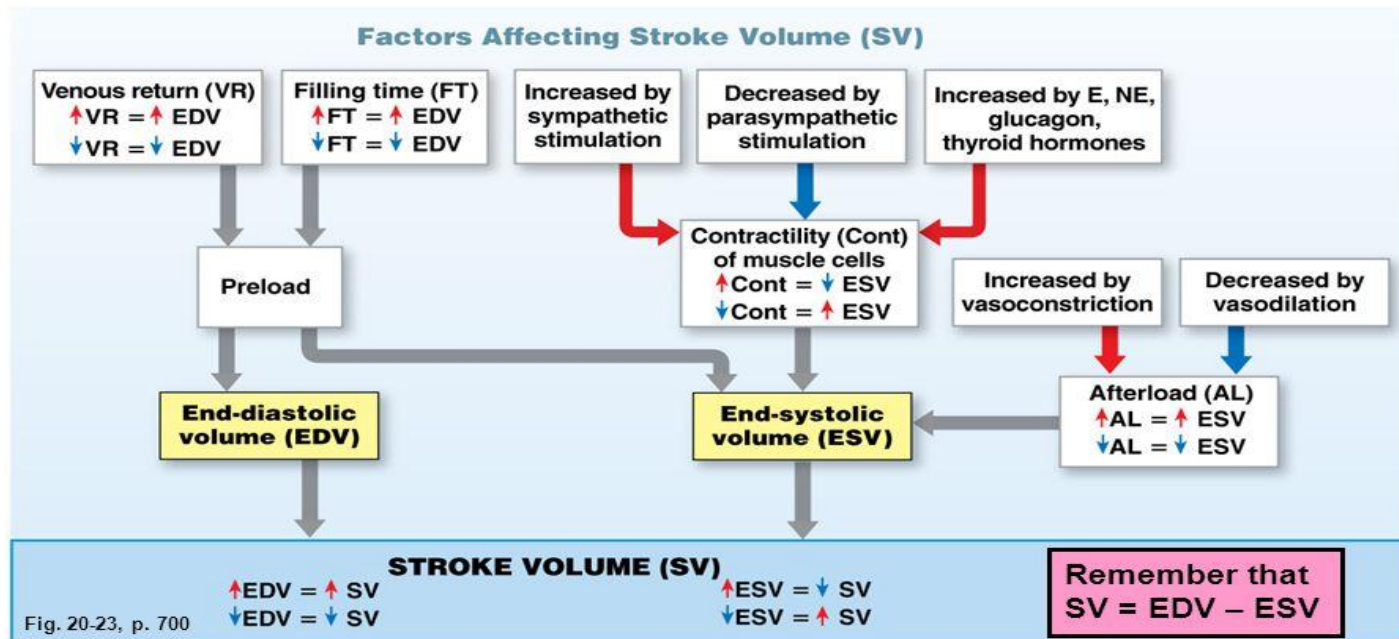 Factors Affecting Stroke Volume (SV)
Venous return (VR)
↑VR = ↑ EDV
↓VR = ↓ EDV
Filling time (FT)
↑FT = ↑ EDV
↓FT = ↓ EDV
Increased by
sympathetic
stimulation
Decreased by
parasympathetic
stimulation
Increased by E, NE,
glucagon,
thyroid hormones
Preload
Contractility (Cont)
of muscle cells
↑Cont = ↓ ESV
↓Cont = ↑ ESV
Increased by
vasoconstriction
Decreased by
vasodilation
Afterload (AL)
↑AL = ↑ ESV
↓AL = ↓ ESV
End-diastolic
volume (EDV)
End-systolic
volume (ESV)
STROKE VOLUME (SV)
↑EDV = ↑ SV
↓EDV = ↓ SV
↑ESV = ↓ SV
↓ESV = ↑ SV
Remember that
SV = EDV – ESV
Fig. 20-23, p. 700